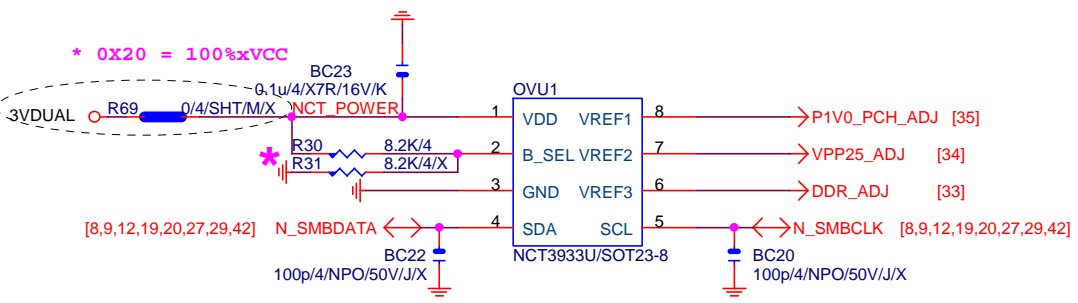 * 0X20 = 100%xVCC
BC23
0.1u/4/X7R/16V/K
OVU1
3VDUAL R69 0/4/SHT/M/X NCT_POWER
1 VDD VREF1 8 P1V0_PCH_ADJ [35]
R30 8.2K/4
2 B_SEL VREF2 7 VPP25_ADJ [34]
* R31 8.2K/4/X
3 GND VREF3 6 DDR_ADJ [33]
[8,9,12,19,20,27,29,42] N_SMBDATA 4 SDA SCL 5 N_SMBCLK [8,9,12,19,20,27,29,42]
BC22 NCT3933U/SOT23-8 BC20
100p/4/NPO/50V/J/X 100p/4/NPO/50V/J/X